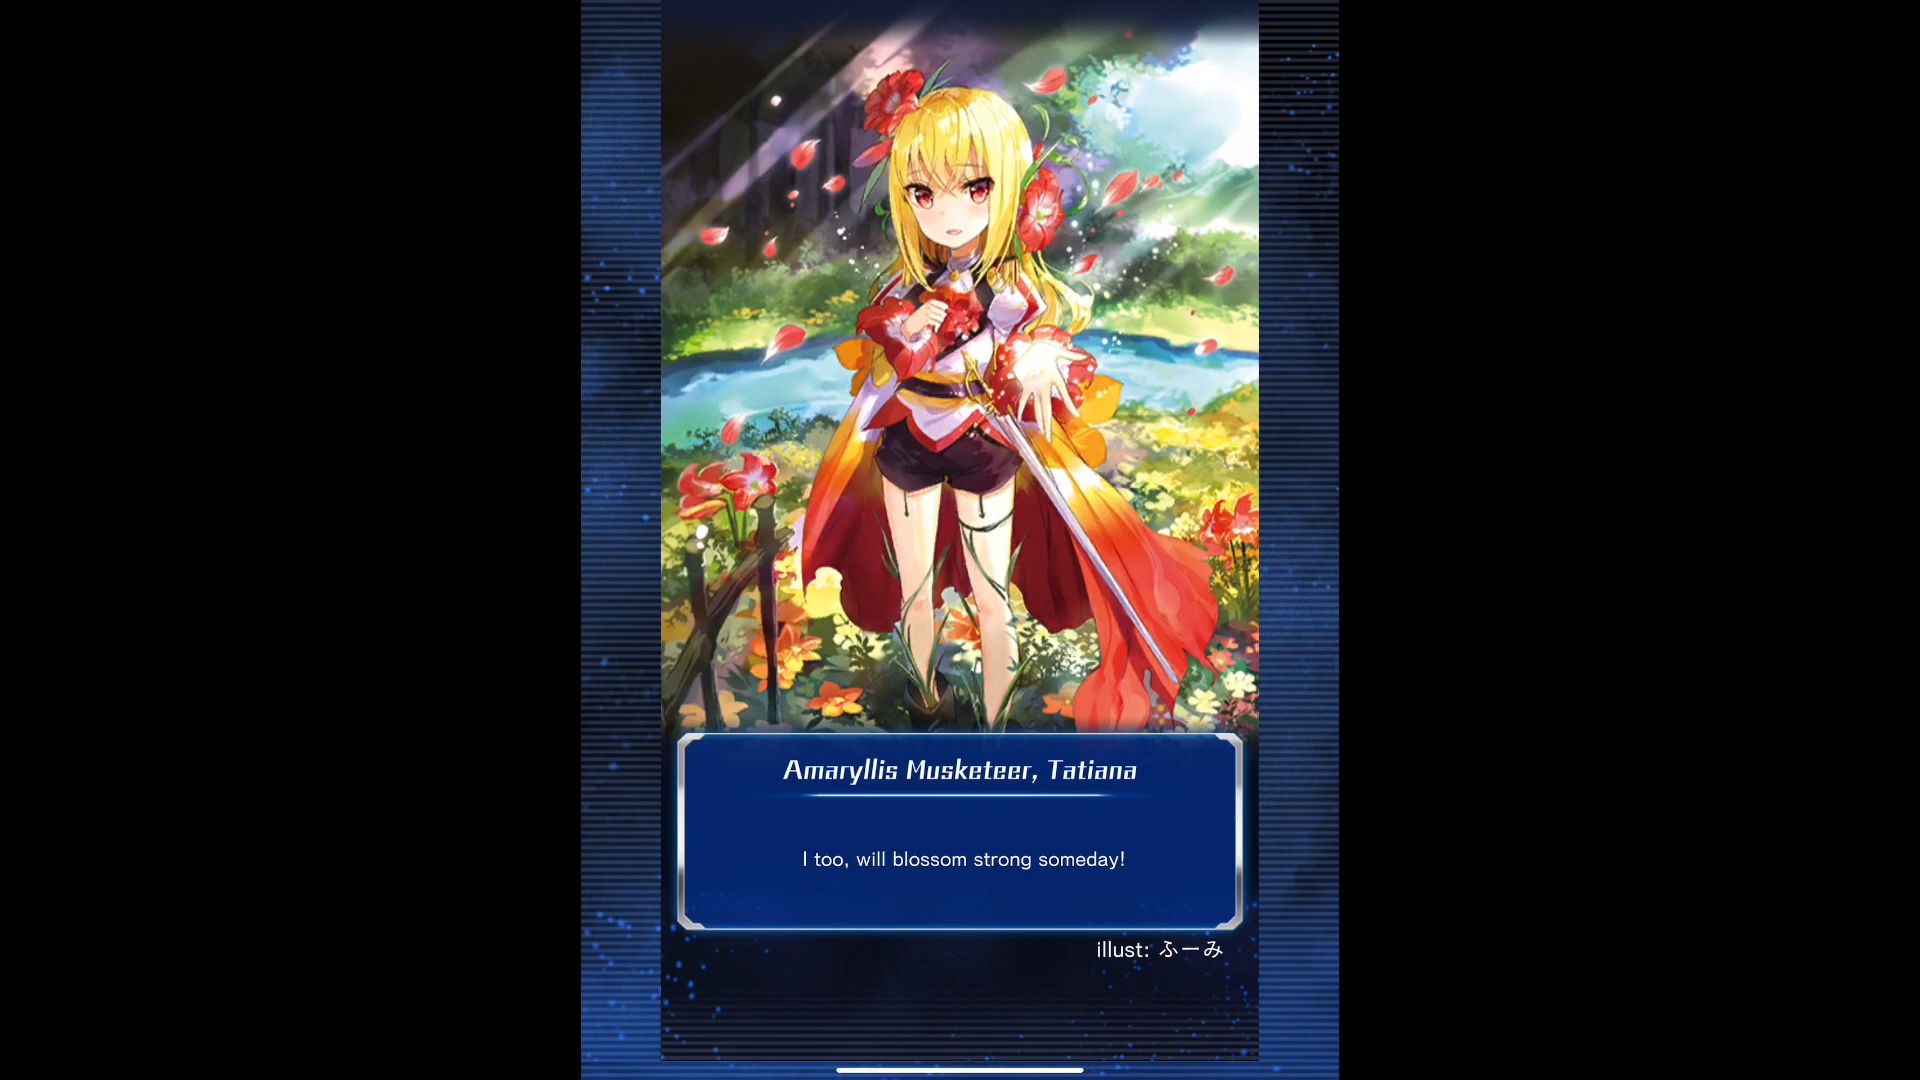 Amaryllis Musketeer, Tatiana
I too, will blossom strong someday!
illust: ふーみ